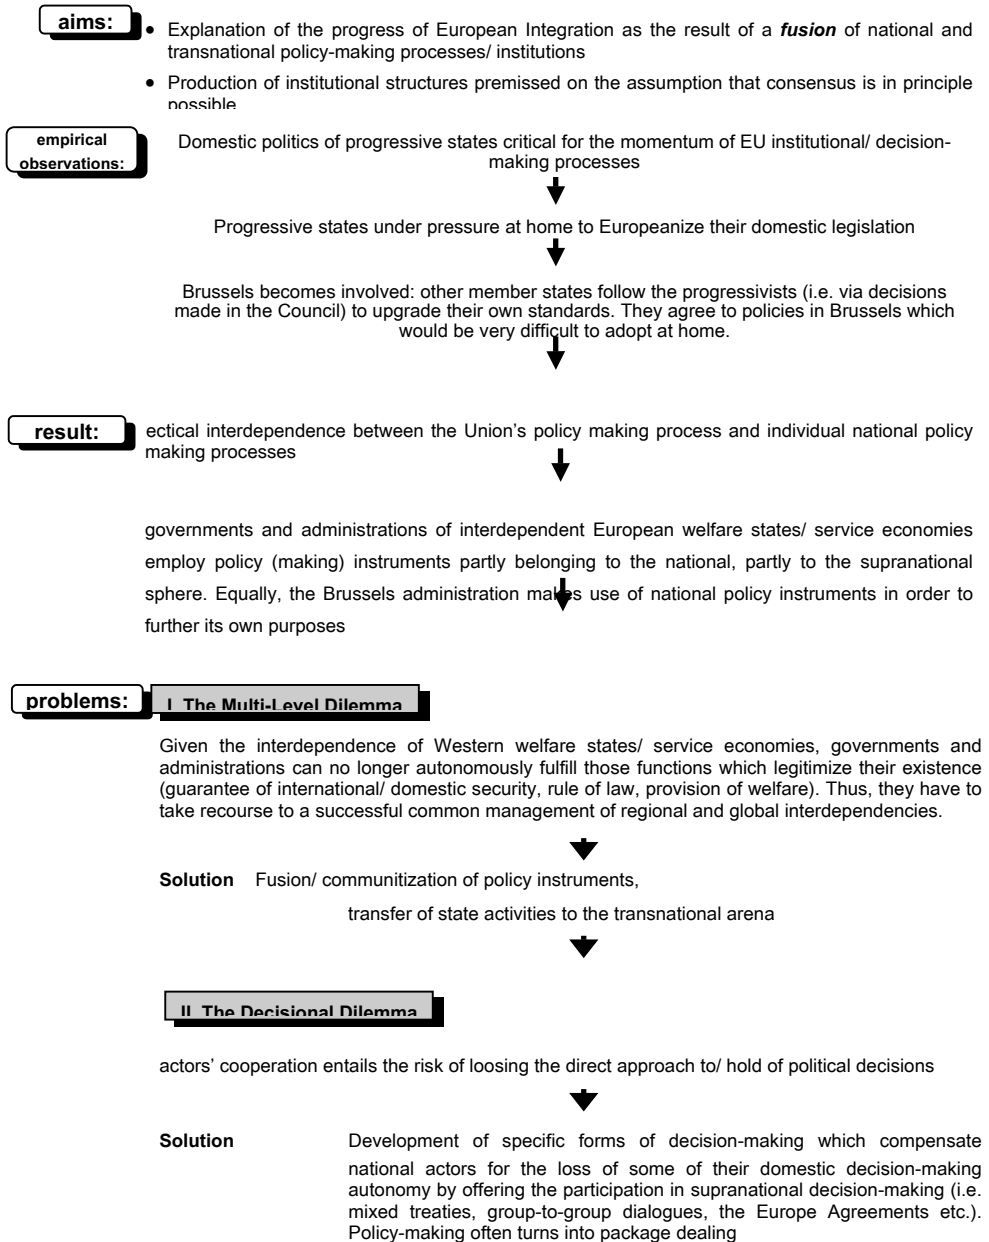 aims:
• Explanation of the progress of European Integration as the result of a fusion of national and
transnational policy-making processes/ institutions
• Production of institutional structures premissed on the assumption that consensus is in principle
possible
empirical
observations:
Domestic politics of progressive states critical for the momentum of EU institutional/ decision-
making processes
Progressive states under pressure at home to Europeanize their domestic legislation
Brussels becomes involved: other member states follow the progressivists (i.e. via decisions
made in the Council) to upgrade their own standards. They agree to policies in Brussels which
would be very difficult to adopt at home.
result:
ectical interdependence between the Union's policy making process and individual national policy
making processes
governments and administrations of interdependent European welfare states/ service economies
employ policy (making) instruments partly belonging to the national, partly to the supranational
sphere. Equally, the Brussels administration makes use of national policy instruments in order to
further its own purposes
problems:
I. The Multi-Level Dilemma
Given the interdependence of Western welfare states/ service economies, governments and
administrations can no longer autonomously fulfill those functions which legitimize their existence
(guarantee of international/ domestic security, rule of law, provision of welfare). Thus, they have to
take recourse to a successful common management of regional and global interdependencies.
Solution Fusion/ communitization of policy instruments,
transfer of state activities to the transnational arena
II. The Decisional Dilemma
actors' cooperation entails the risk of loosing the direct approach to/ hold of political decisions
Solution Development of specific forms of decision-making which compensate
national actors for the loss of some of their domestic decision-making
autonomy by offering the participation in supranational decision-making (i.e.
mixed treaties, group-to-group dialogues, the Europe Agreements etc.).
Policy-making often turns into package dealing